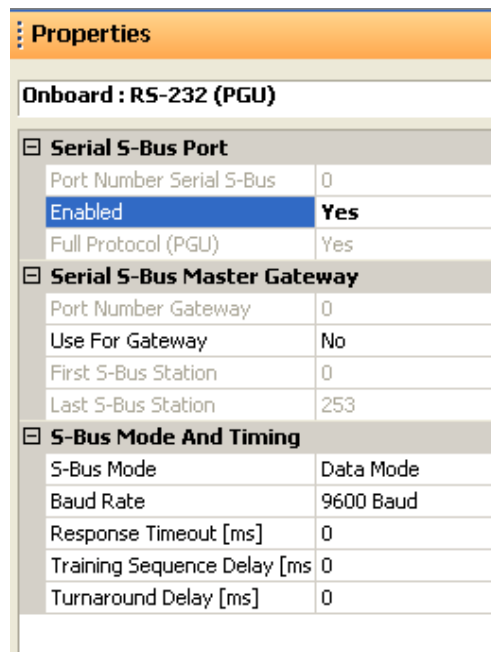 Properties
Onboard : RS-232 (PGU)
Serial S-Bus Port
Port Number Serial S-Bus 0
Enabled Yes
Full Protocol (PGU) Yes
Serial S-Bus Master Gateway
Port Number Gateway 0
Use For Gateway No
First S-Bus Station 0
Last S-Bus Station 253
S-Bus Mode And Timing
S-Bus Mode Data Mode
Baud Rate 9600 Baud
Response Timeout [ms] 0
Training Sequence Delay [ms 0
Turnaround Delay [ms] 0